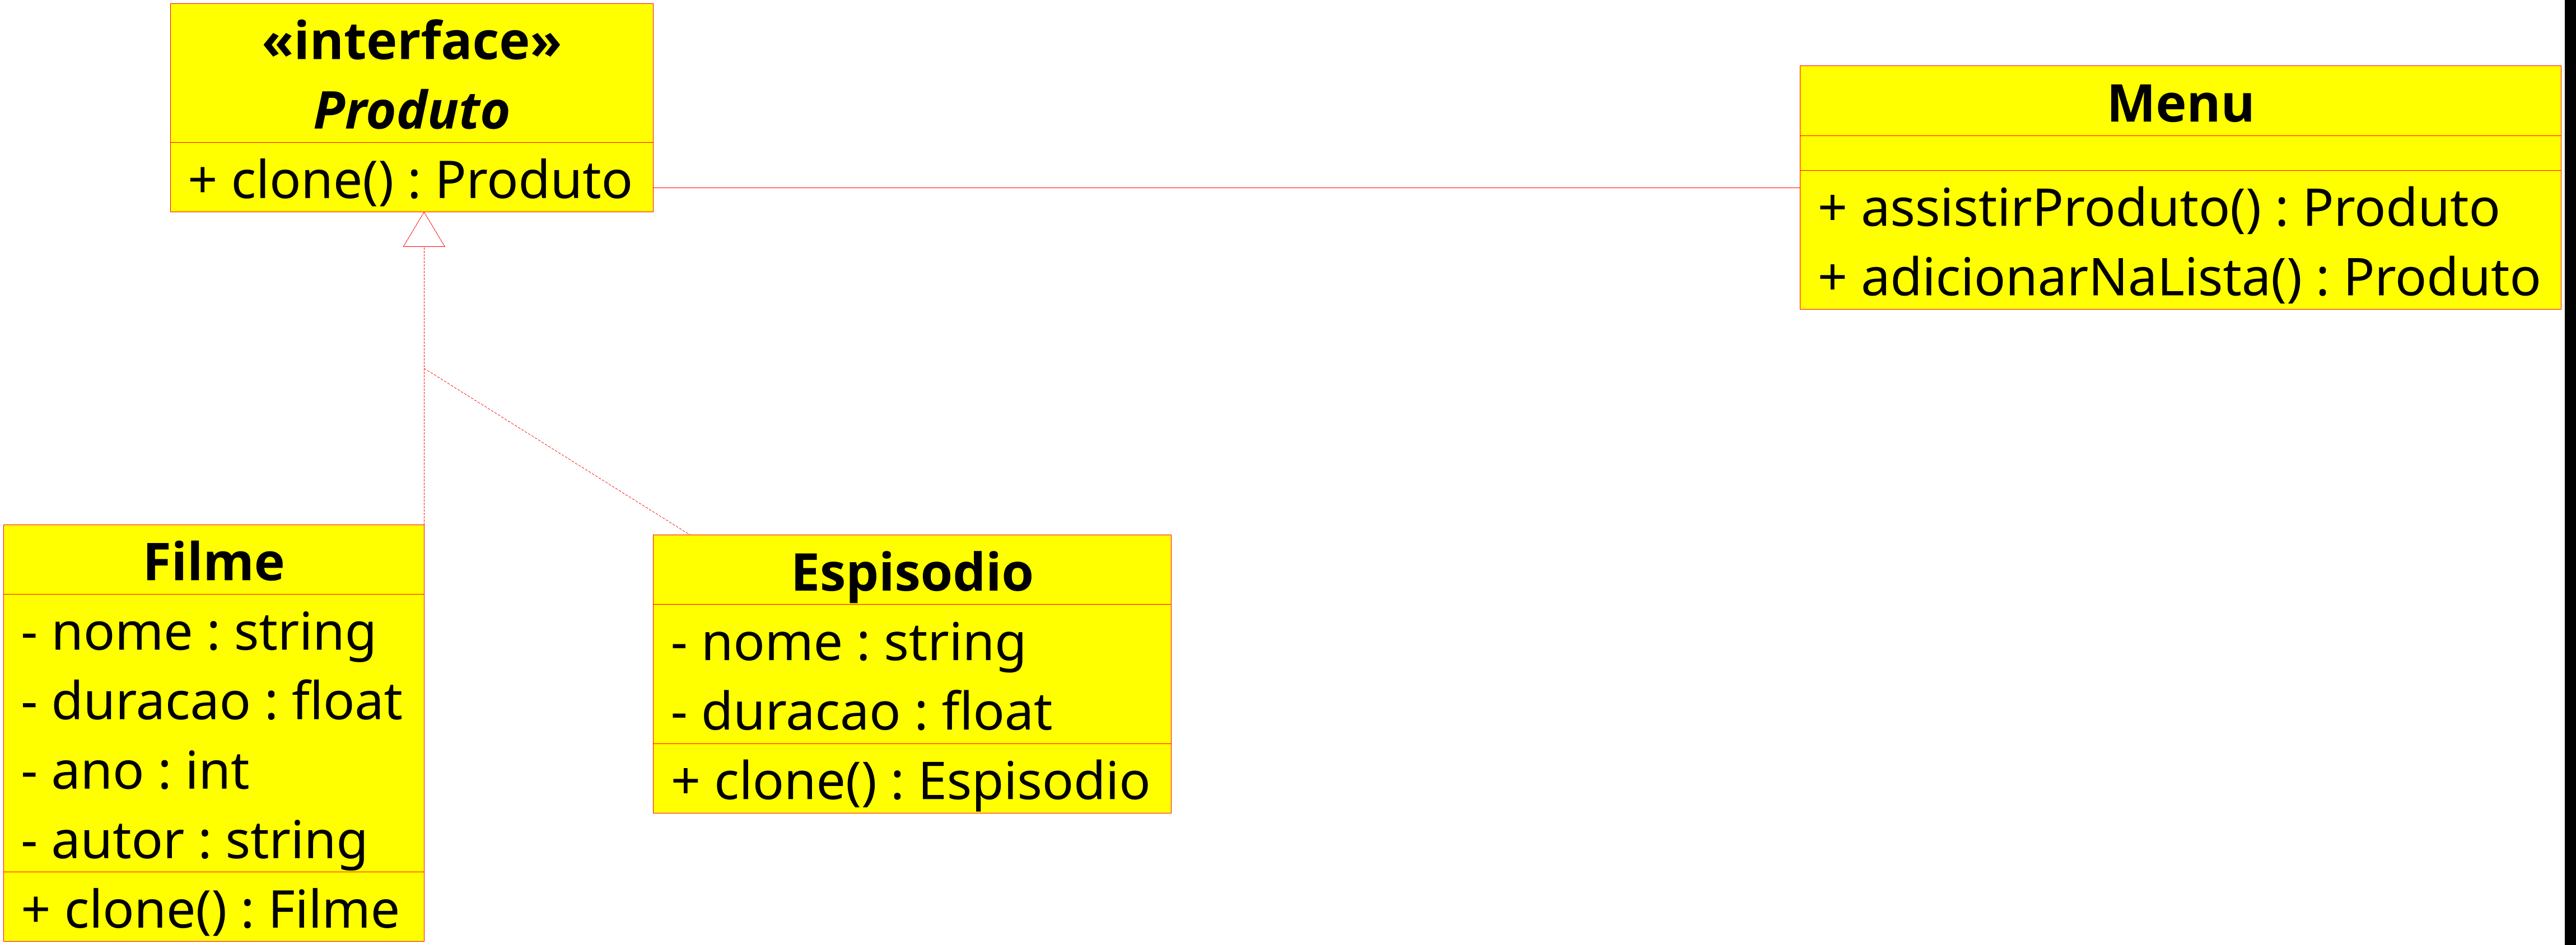 «interface»
Produto
+ clone() : Produto
Menu
+ assistirProduto() : Produto
+ adicionarNaLista() : Produto
Filme
- nome : string
- duracao : float
- ano : int
- autor : string
+ clone() : Filme
Espisodio
- nome : string
- duracao : float
+ clone() : Espisodio